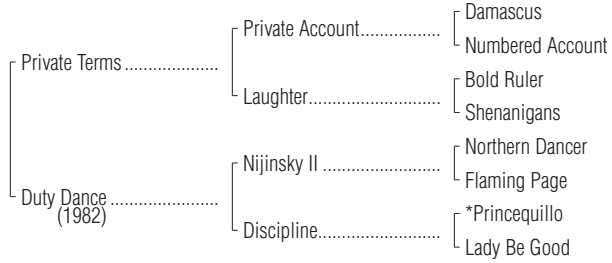 Damascus
Private Account....................
Numbered Account
Private Terms ....................
Bold Ruler
Laughter.............................
Shenanigans
Northern Dancer
Nijinsky II ..........................
Flaming Page
Duty Dance .......................
(1982)
*Princequillo
Discipline...........................
Lady Be Good